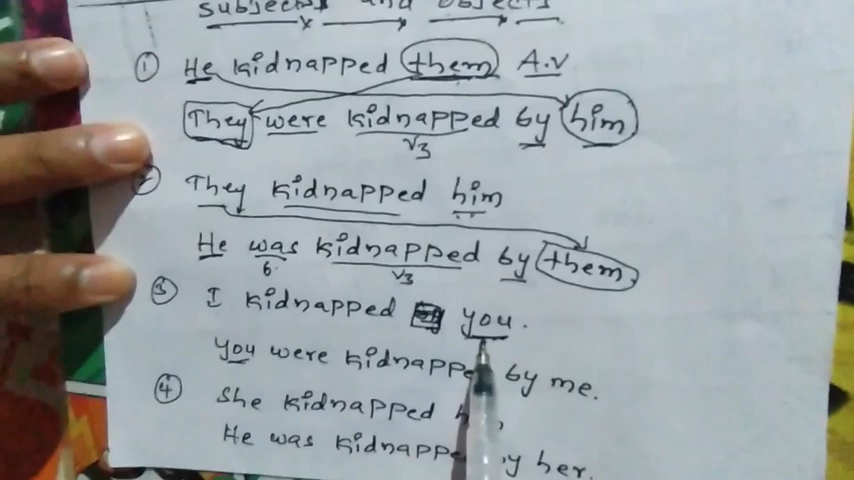 subjects and objects
① He kidnapped them A.V
They were kidnapped by him
V3
② They kidnapped him
He was kidnapped by them.
V3
③ I kidnapped you.
You were kidnapped by me.
④ She kidnapped
He was kidnapped her.